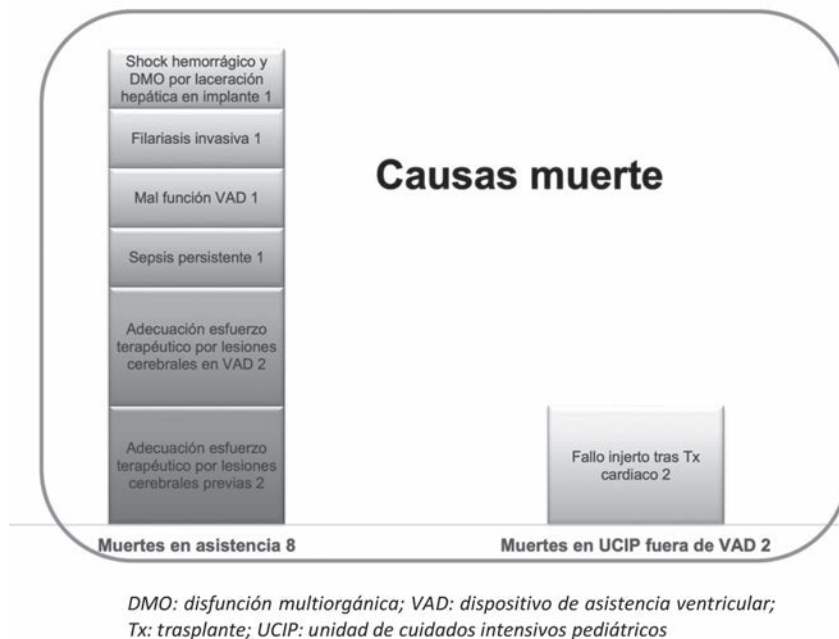 Causas muerte
Shock hemorrágico y
DMO por laceración
hepática en implante 1
Filariasis invasiva 1
Mal función VAD 1
Sepsis persistente 1
Adecuación esfuerzo
terapéutico por lesiones
cerebrales en VAD 2
Adecuación esfuerzo
terapéutico por lesiones
cerebrales previas 2
Fallo injerto tras Tx
cardiaco 2
Muertes en asistencia 8
Muertes en UCIP fuera de VAD 2
DMO: disfunción multiorgánica; VAD: dispositivo de asistencia ventricular;
Tx: trasplante; UCIP: unidad de cuidados intensivos pediátricos